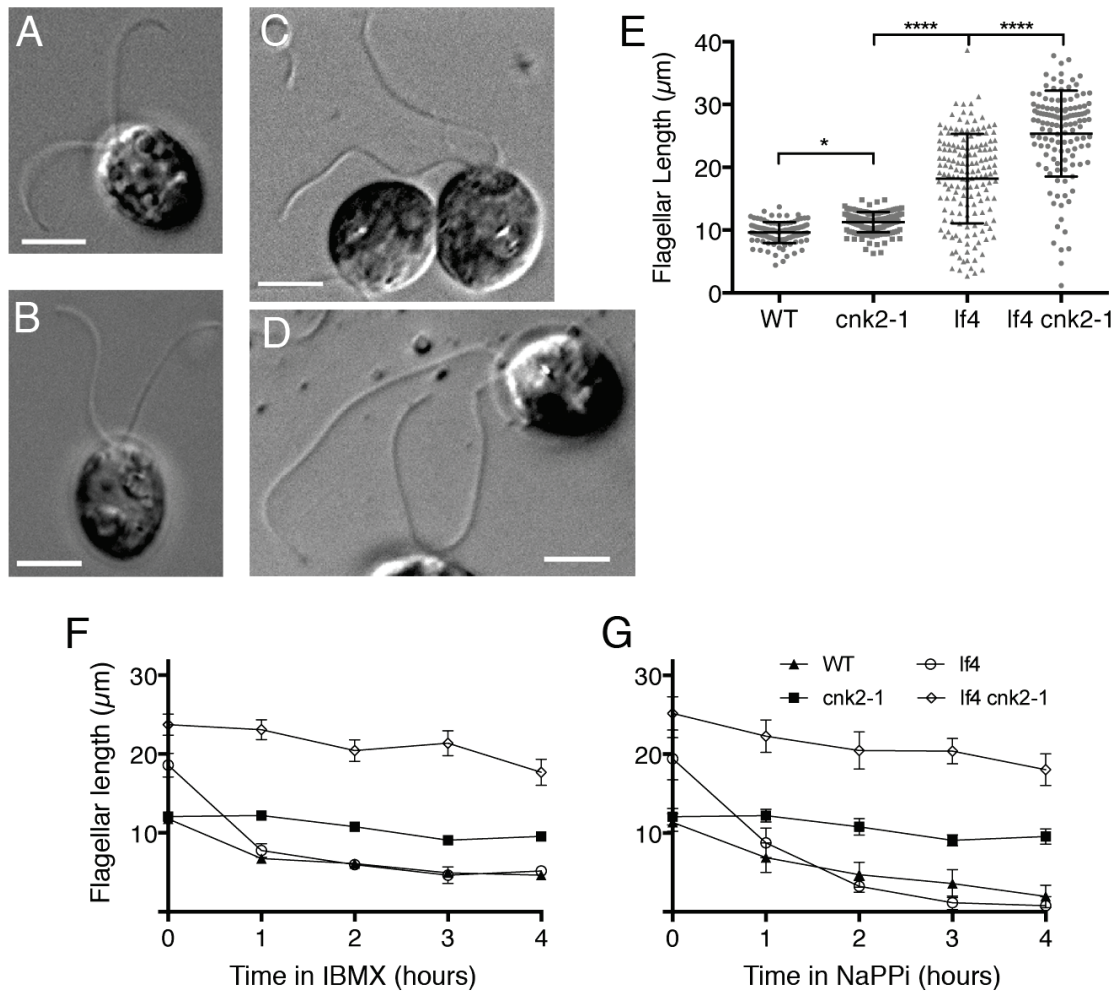 A
B
C
D
E
Flagellar Length (µm)
40
30
20
10
0
*
****
****
WT
cnk2-1
lf4
lf4 cnk2-1
F
Flagellar length (µm)
30
20
10
0
1
2
3
4
Time in IBMX (hours)
G
WT
lf4
cnk2-1
lf4 cnk2-1
30
20
10
0
1
2
3
4
Time in NaPPi (hours)